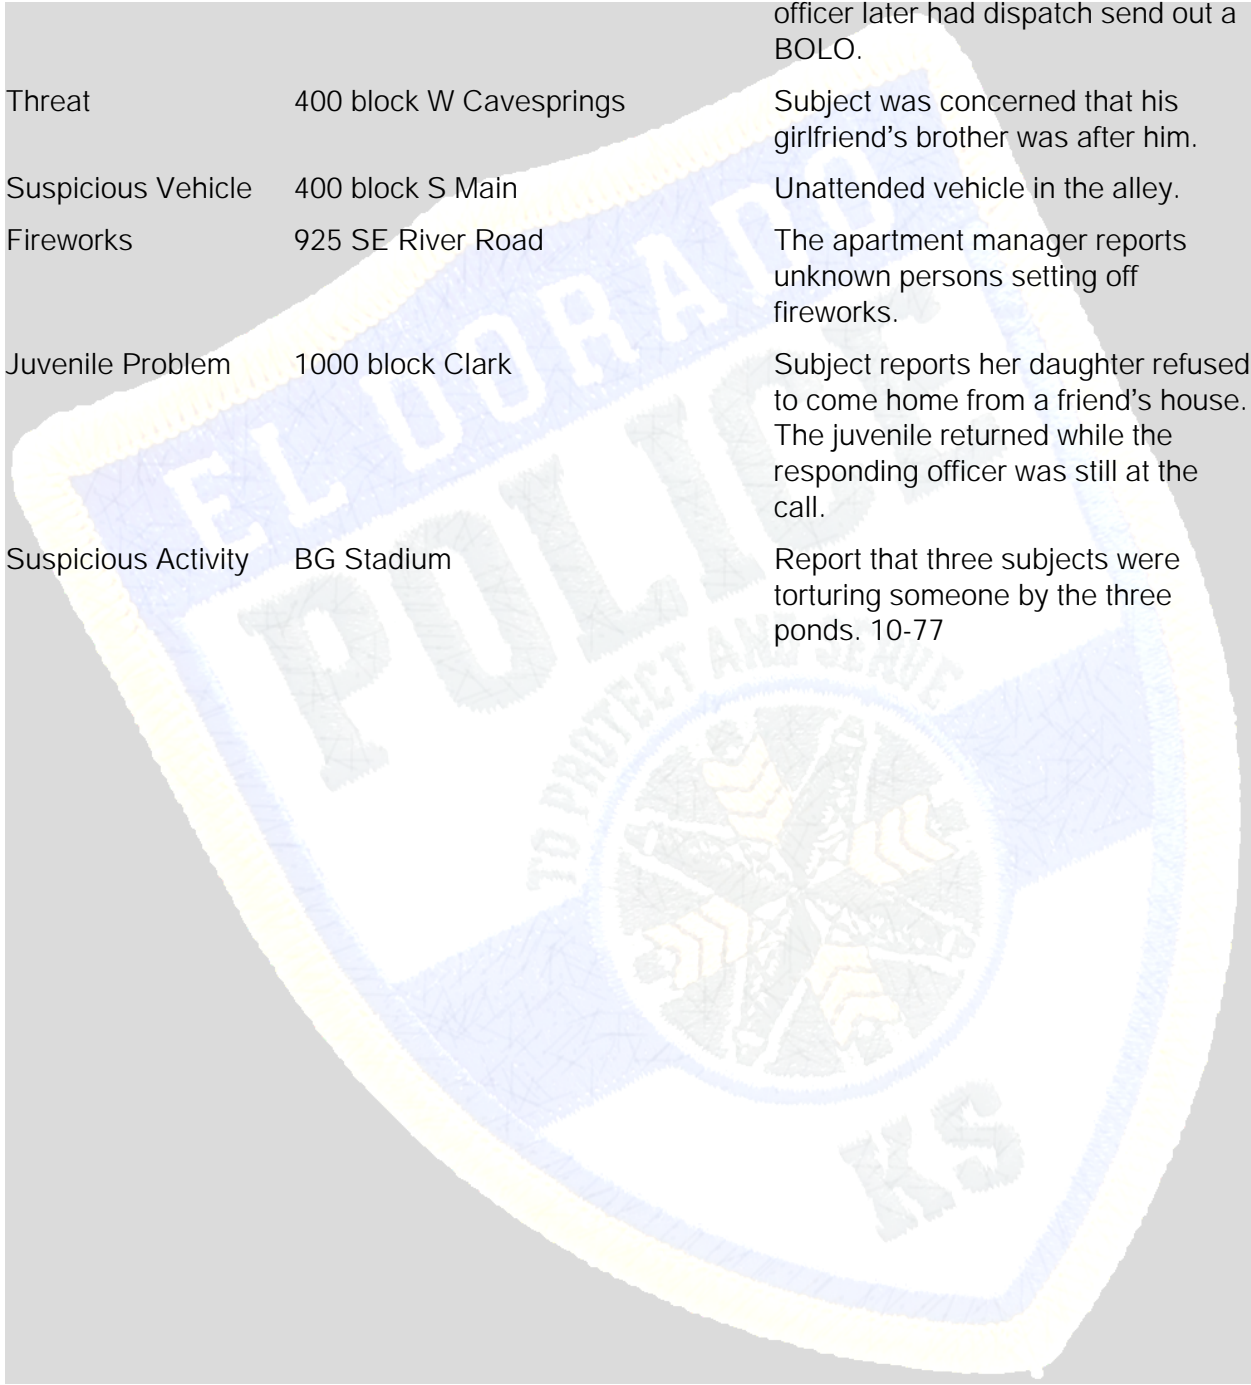 officer later had dispatch send out a
BOLO.
Threat 400 block W Cavesprings Subject was concerned that his
girlfriend's brother was after him.
Suspicious Vehicle 400 block S Main Unattended vehicle in the alley.
Fireworks 925 SE River Road The apartment manager reports
unknown persons setting off
fireworks.
Juvenile Problem 1000 block Clark Subject reports her daughter refused
to come home from a friend's house.
The juvenile returned while the
responding officer was still at the
call.
Suspicious Activity BG Stadium Report that three subjects were
torturing someone by the three
ponds. 10-77
EL DORADO
POLICE
TO PROTECT AND SERVE
KS